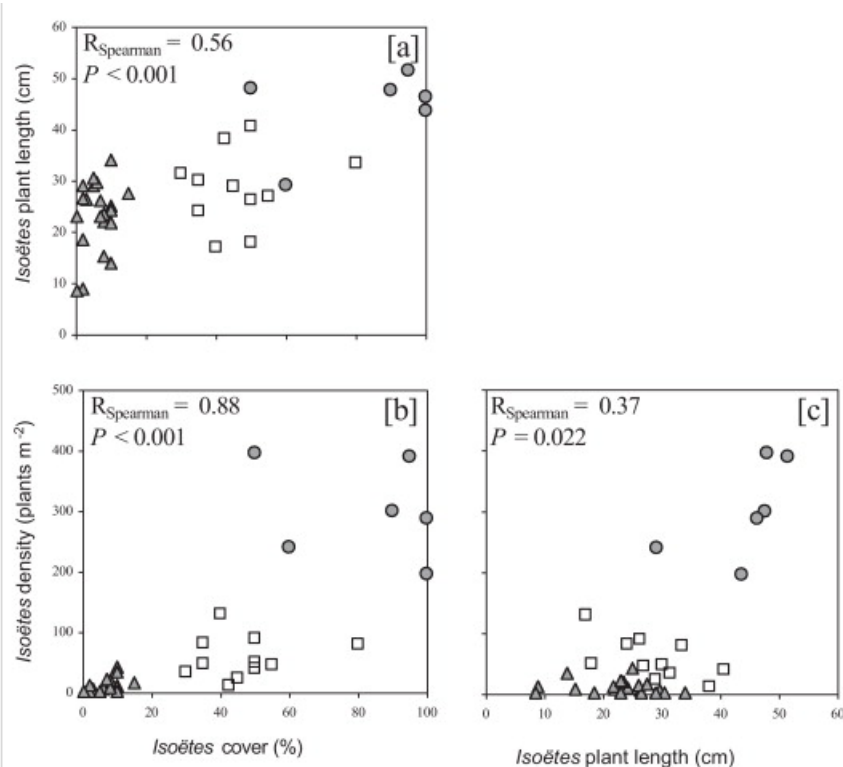 60
R_Spearman = 0.56
[a]
P < 0.001
50
40
30
20
10
0
Isoëtes plant length (cm)
500
R_Spearman = 0.88
[b]
P < 0.001
400
300
200
100
0
Isoëtes density (plants m⁻²)
0 20 40 60 80 100
Isoëtes cover (%)
R_Spearman = 0.37
[c]
P = 0.022
0 10 20 30 40 50 60
Isoëtes plant length (cm)